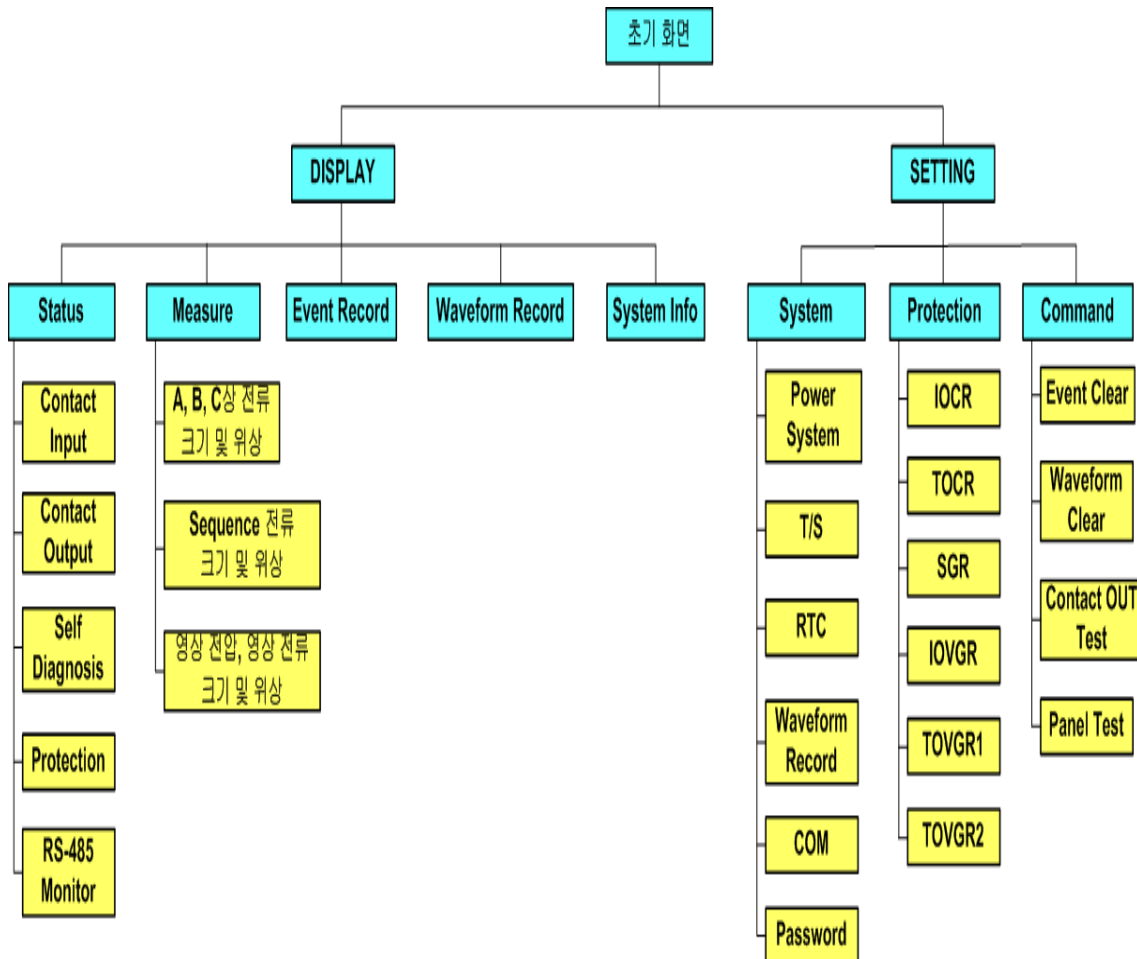 초기 화면
DISPLAY
SETTING
Status
Measure
Event Record
Waveform Record
System Info
System
Protection
Command
Contact
Input
Contact
Output
Self
Diagnosis
Protection
RS-485
Monitor
A, B, C상 전류
크기 및 위상
Sequence 전류
크기 및 위상
영상 전압, 영상 전류
크기 및 위상
Power
System
T/S
RTC
Waveform
Record
COM
Password
IOCR
TOCR
SGR
IOVGR
TOVGR1
TOVGR2
Event Clear
Waveform
Clear
Contact OUT
Test
Panel Test